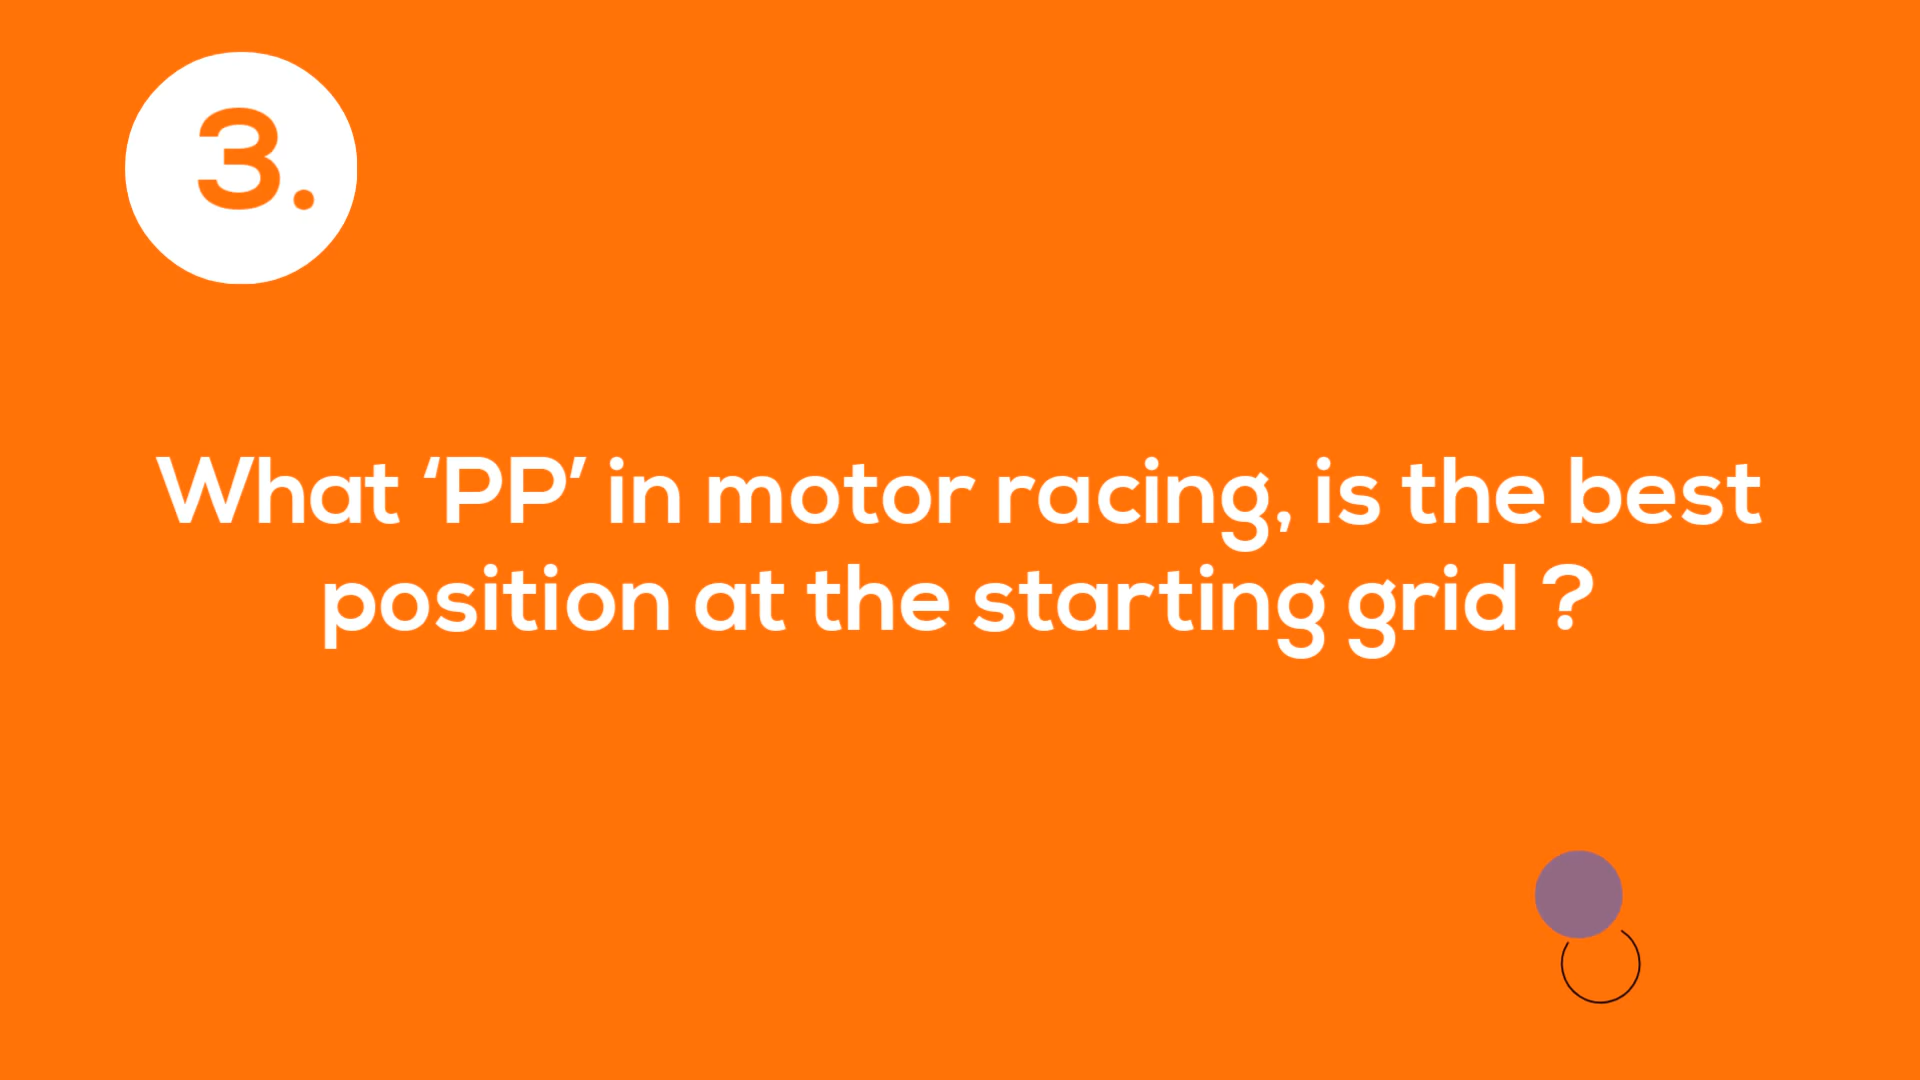 3.
What ‘PP’ in motor racing, is the best
position at the starting grid ?